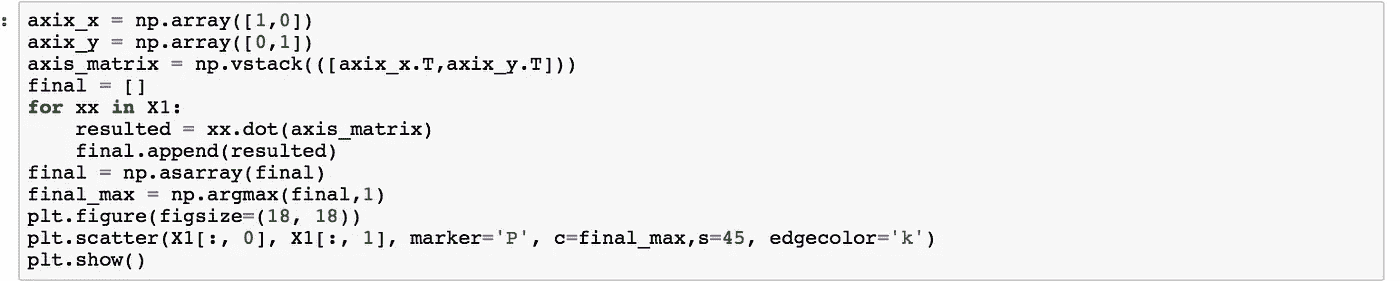 : axix_x = np.array([1,0])
axix_y = np.array([0,1])
axis_matrix = np.vstack(([axix_x.T,axix_y.T]))
final = []
for xx in X1:
    resulted = xx.dot(axis_matrix)
    final.append(resulted)
final = np.asarray(final)
final_max = np.argmax(final,1)
plt.figure(figsize=(18, 18))
plt.scatter(X1[:, 0], X1[:, 1], marker='P', c=final_max,s=45, edgecolor='k')
plt.show()